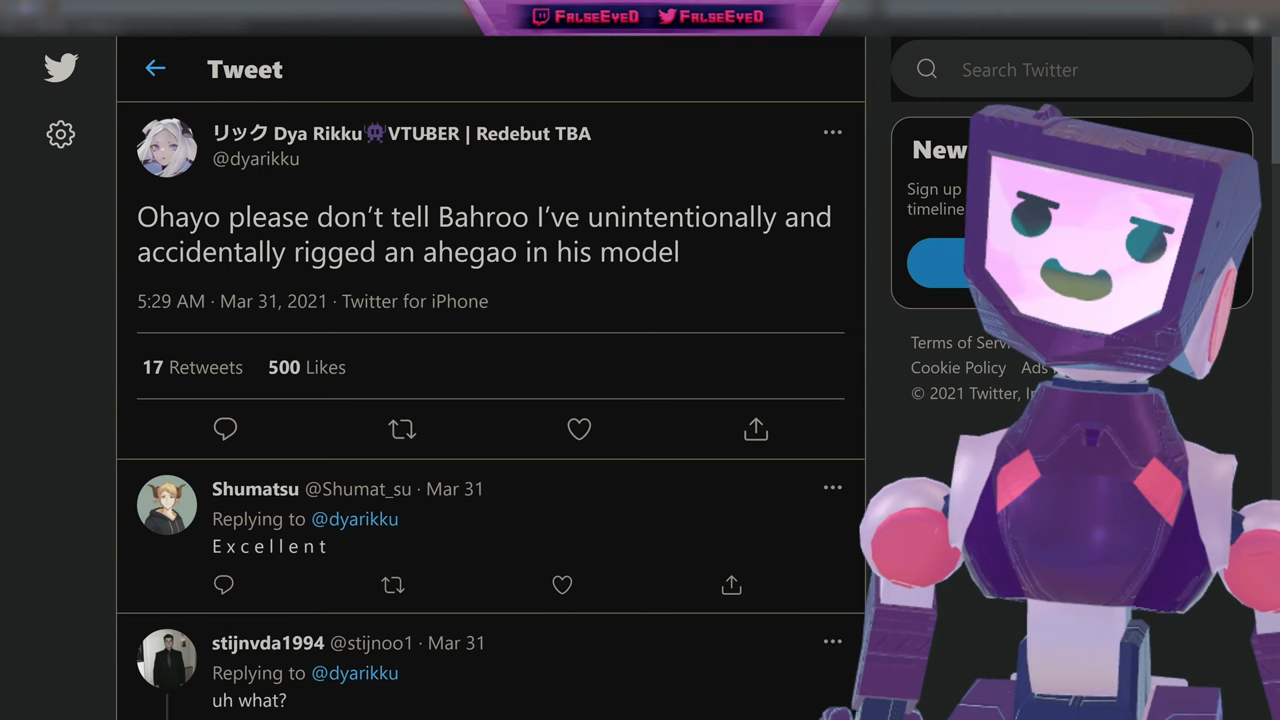 FalseEyeD FalseEyeD
Tweet
Search Twitter
リック Dya Rikku👾VTUBER | Redebut TBA
@dyarikku
Ohayo please don't tell Bahroo I've unintentionally and
accidentally rigged an ahegao in his model
5:29 AM · Mar 31, 2021 · Twitter for iPhone
17 Retweets 500 Likes
New
Sign up
timeline
Terms of Serv
Cookie Policy Ads
© 2021 Twitter, In
Shumatsu @Shumat_su · Mar 31
Replying to @dyarikku
E x c e l l e n t
stijnvda1994 @stijnoo1 · Mar 31
Replying to @dyarikku
uh what?